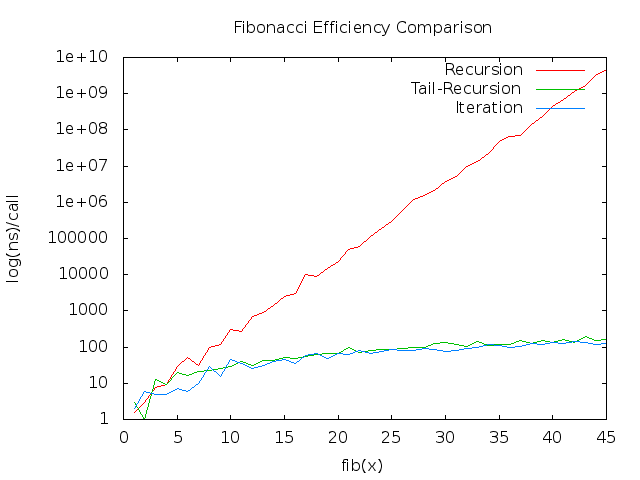 Fibonacci Efficiency Comparison
1e+10
1e+09
1e+08
1e+07
1e+06
100000
10000
1000
100
10
1
log(ns)/call
Recursion
Tail-Recursion
Iteration
0 5 10 15 20 25 30 35 40 45
fib(x)